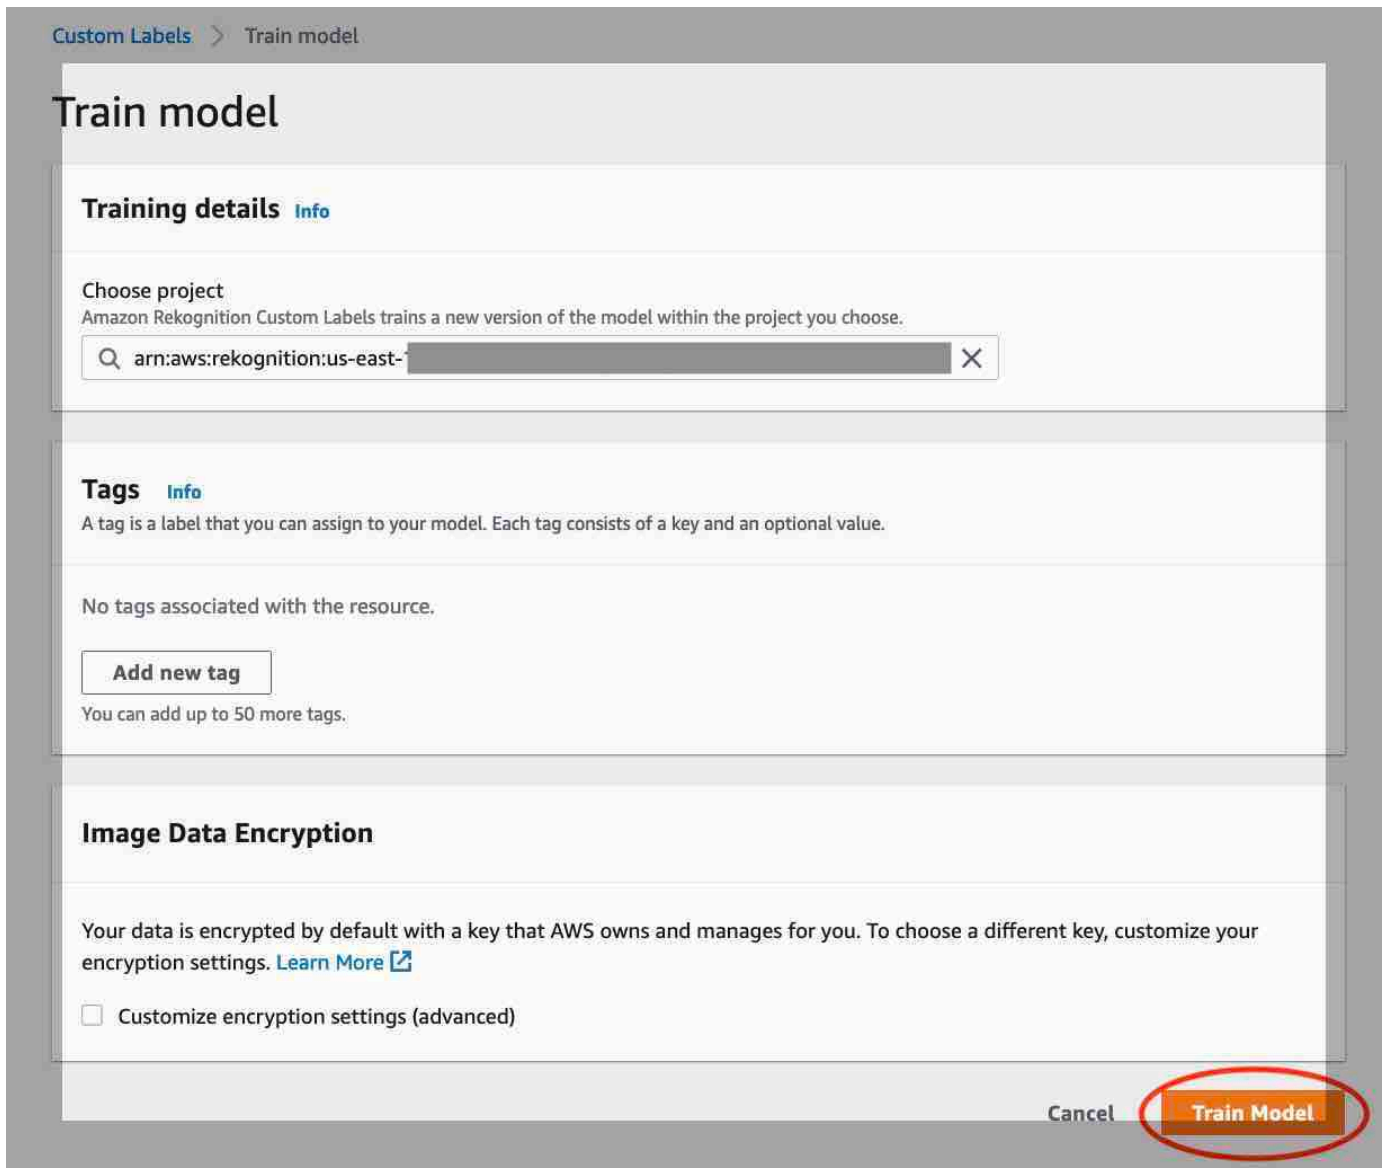 Custom Labels > Train model
Train model
Training details Info
Choose project
Amazon Rekognition Custom Labels trains a new version of the model within the project you choose.
arn:aws:rekognition:us-east-
Tags Info
A tag is a label that you can assign to your model. Each tag consists of a key and an optional value.
No tags associated with the resource.
Add new tag
You can add up to 50 more tags.
Image Data Encryption
Your data is encrypted by default with a key that AWS owns and manages for you. To choose a different key, customize your
encryption settings. Learn More
Customize encryption settings (advanced)
Cancel Train Model